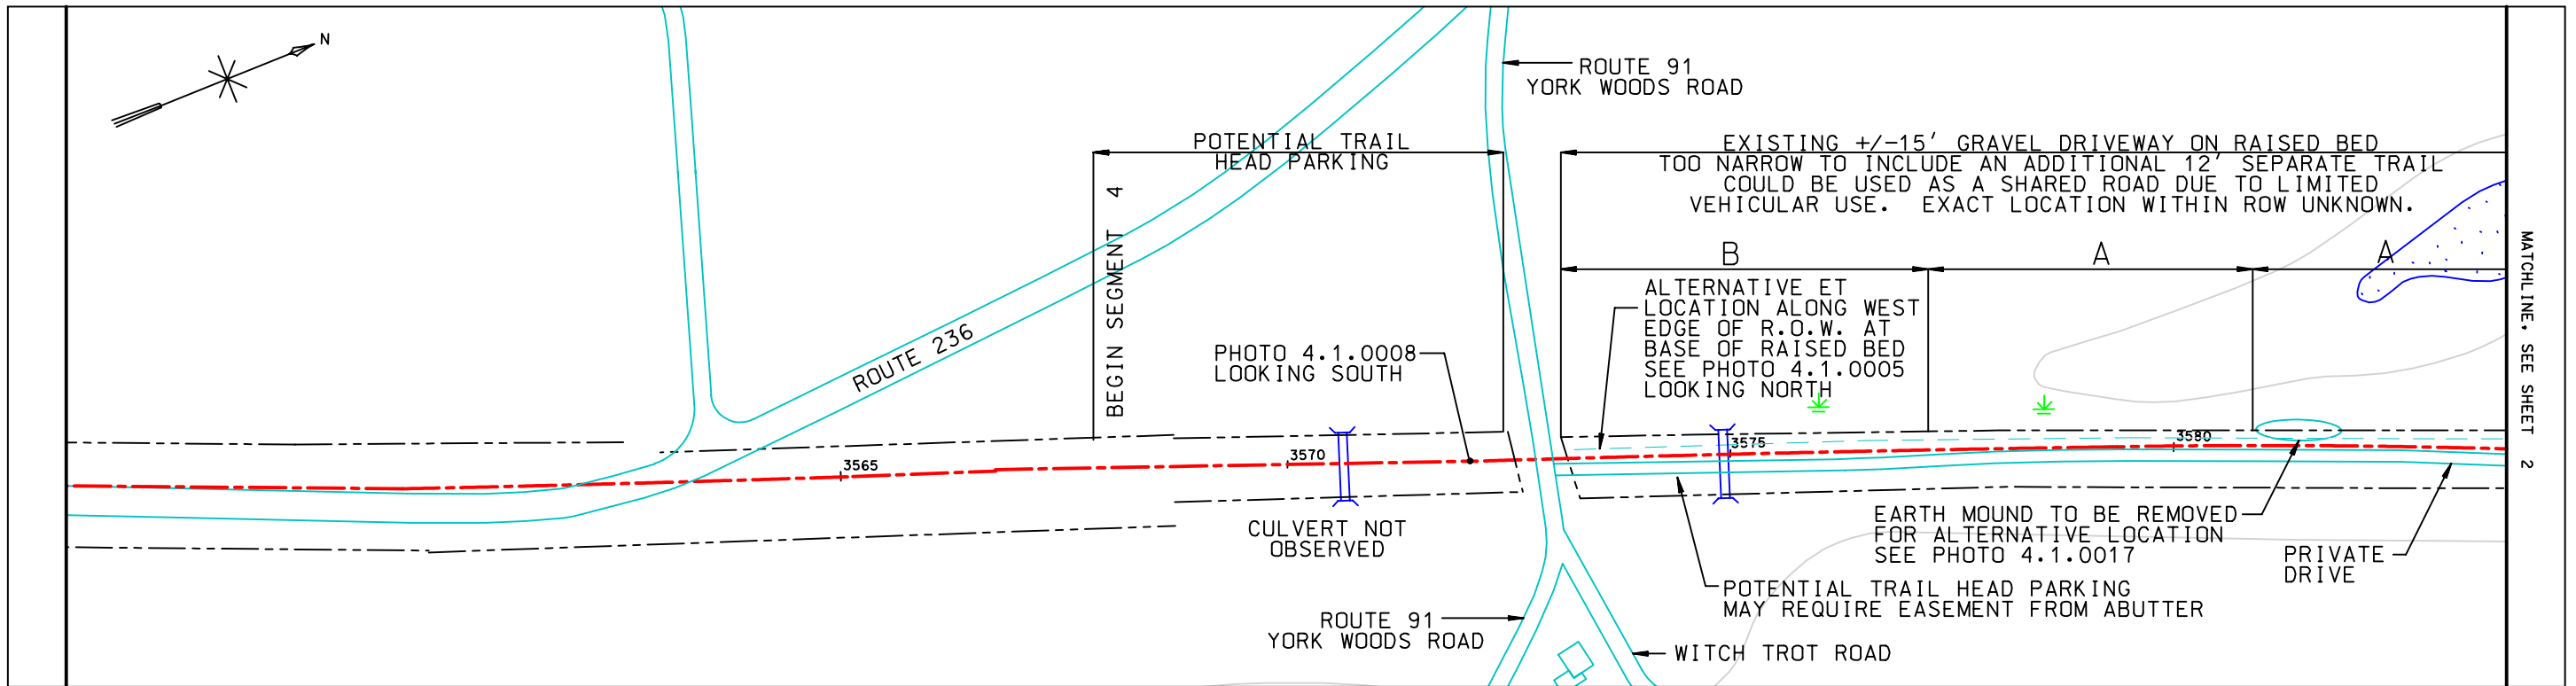 N
ROUTE 91
YORK WOODS ROAD
POTENTIAL TRAIL
HEAD PARKING
EXISTING +/-15' GRAVEL DRIVEWAY ON RAISED BED
TOO NARROW TO INCLUDE AN ADDITIONAL 12' SEPARATE TRAIL
COULD BE USED AS A SHARED ROAD DUE TO LIMITED
VEHICULAR USE. EXACT LOCATION WITHIN ROW UNKNOWN.
B
A
A
BEGIN SEGMENT 4
ROUTE 236
ALTERNATIVE ET
LOCATION ALONG WEST
EDGE OF R.O.W. AT
BASE OF RAISED BED
SEE PHOTO 4.1.0005
LOOKING NORTH
PHOTO 4.1.0008
LOOKING SOUTH
MATCHLINE, SEE SHEET 2
3565
3570
3575
3580
CULVERT NOT
OBSERVED
EARTH MOUND TO BE REMOVED
FOR ALTERNATIVE LOCATION
SEE PHOTO 4.1.0017
PRIVATE
DRIVE
POTENTIAL TRAIL HEAD PARKING
MAY REQUIRE EASEMENT FROM ABUTTER
ROUTE 91
YORK WOODS ROAD
WITCH TROT ROAD